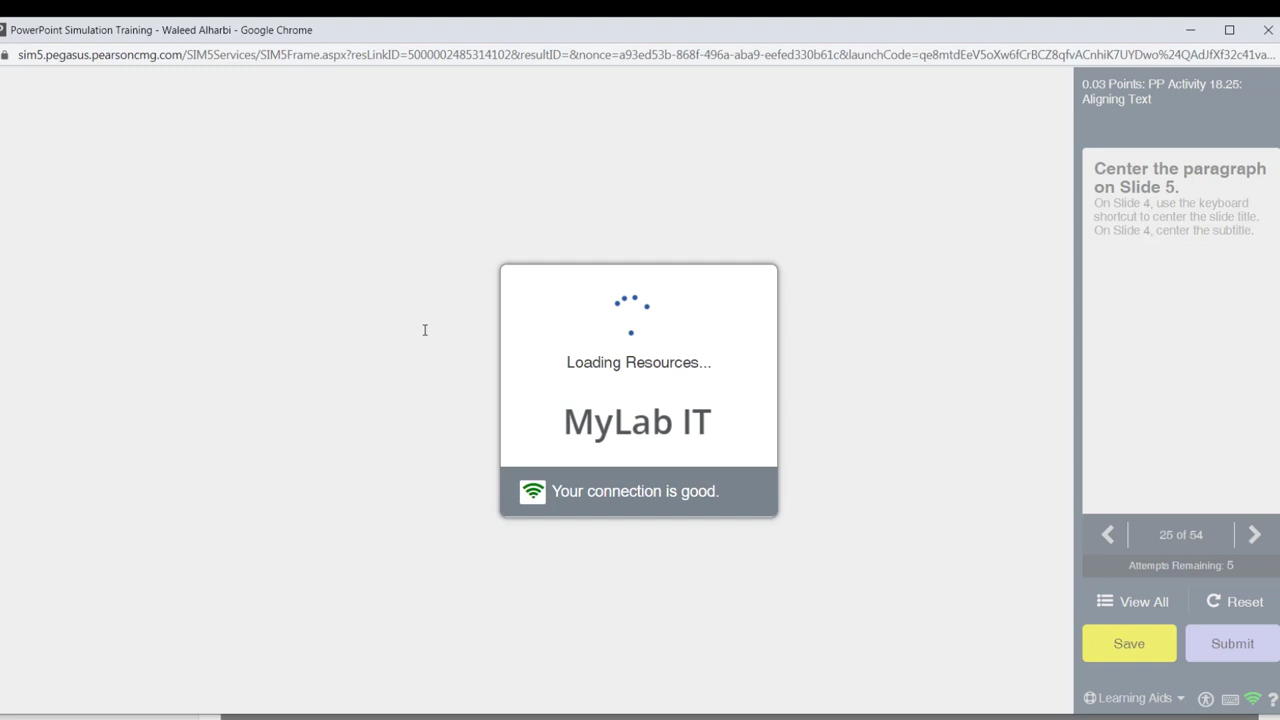 PowerPoint Simulation Training - Waleed Alharbi - Google Chrome
sim5.pegasus.pearsoncmg.com/SIM5Services/SIM5Frame.aspx?resLinkID=5000002485314102&resultID=&nonce=a93ed53b-868f-496a-aba9-eefed330b61c&launchCode=qe8mtdEeV5oXw6fCrBCZ8qfvACnhiK7UYDwo%24QAdJfXf32c41va...
0.03 Points: PP Activity 18.25:
Aligning Text
Center the paragraph
on Slide 5.
On Slide 4, use the keyboard
shortcut to center the slide title.
On Slide 4, center the subtitle.
Loading Resources...
MyLab IT
Your connection is good.
25 of 54
Attempts Remaining: 5
View All
Reset
Save
Submit
Learning Aids
?